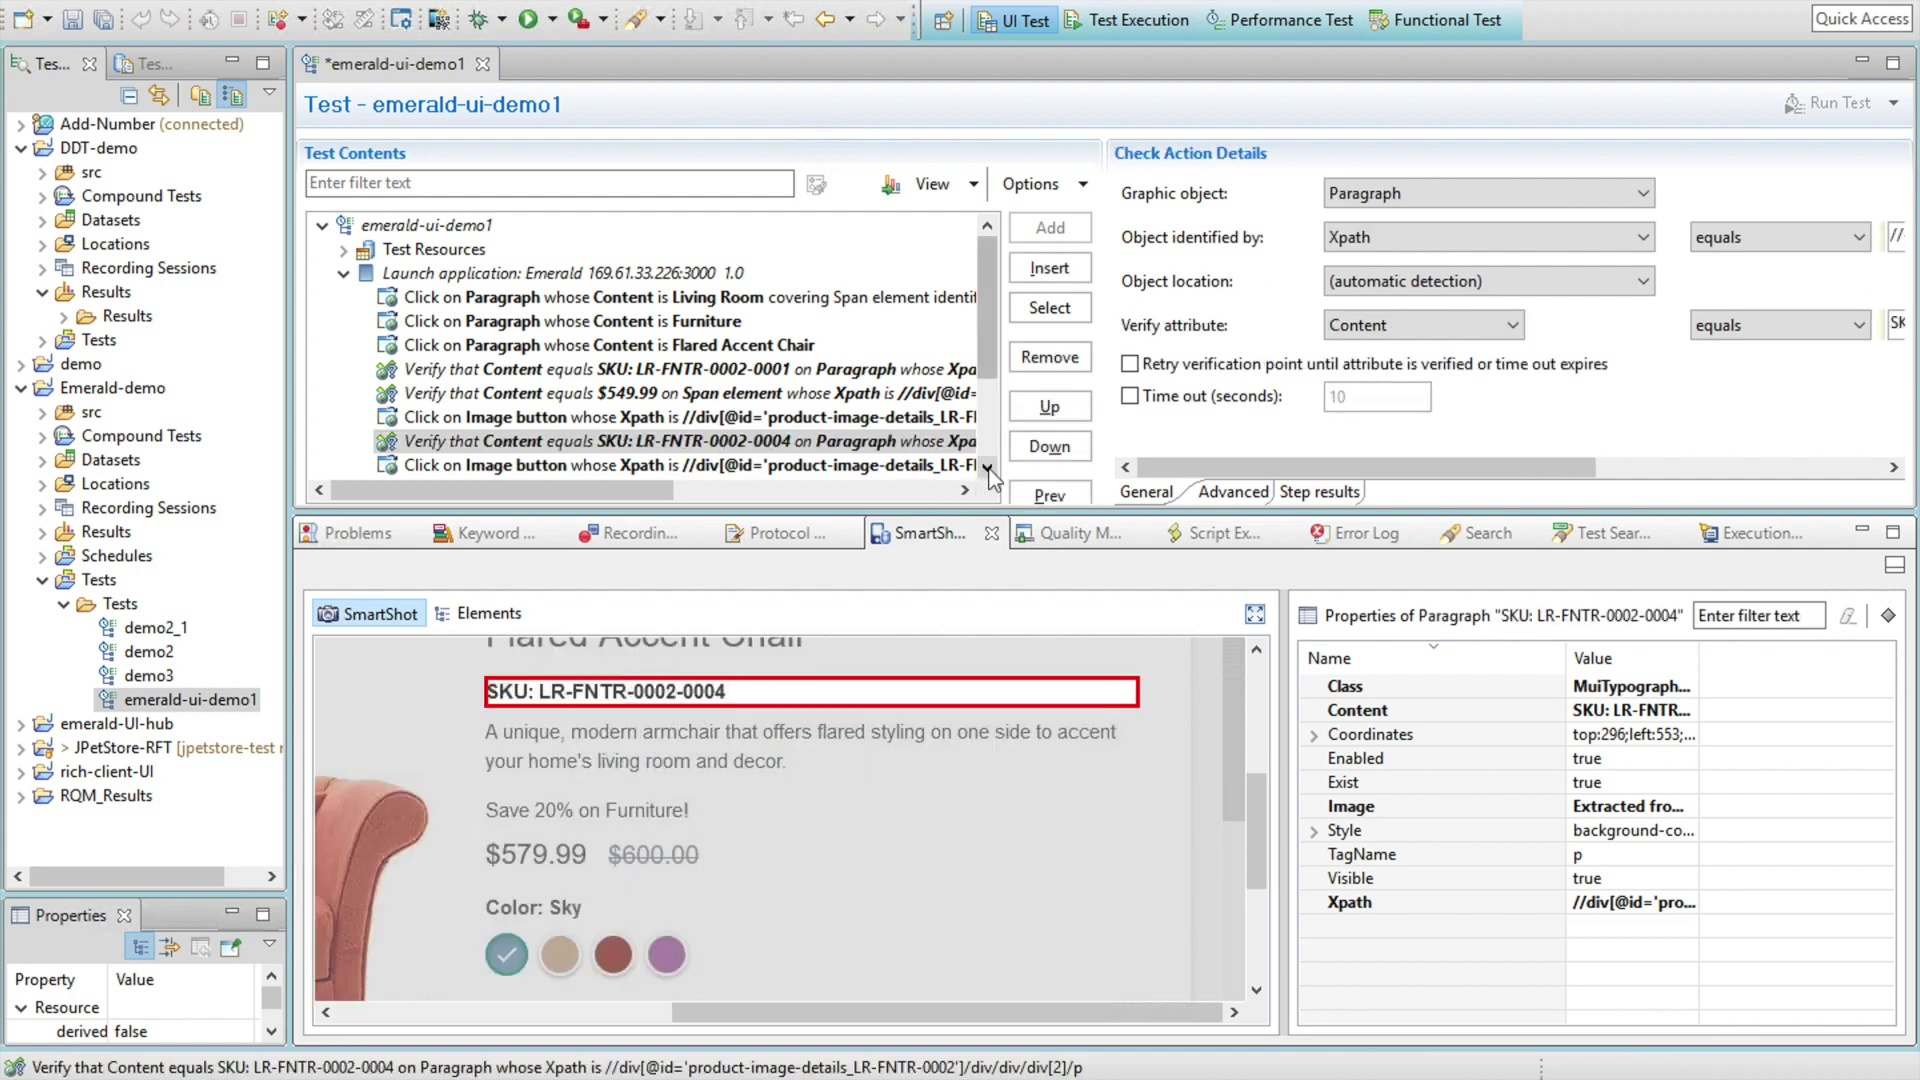 UI Test
Test Execution
Performance Test
Functional Test
Quick Access
Tes...
Tes...
*emerald-ui-demo1
Test - emerald-ui-demo1
Run Test
Add-Number (connected)
DDT-demo
src
Compound Tests
Datasets
Locations
Recording Sessions
Results
Results
Tests
demo
Emerald-demo
src
Compound Tests
Datasets
Locations
Recording Sessions
Results
Schedules
Tests
Tests
demo2_1
demo2
demo3
emerald-ui-demo1
emerald-UI-hub
> JPetStore-RFT [jpetstore-test r
rich-client-UI
RQM_Results
Properties
Property Value
Resource
derived false
Test Contents
Enter filter text
View
Options
emerald-ui-demo1
Test Resources
Launch application: Emerald 169.61.33.226:3000 1.0
Click on Paragraph whose Content is Living Room covering Span element identif
Click on Paragraph whose Content is Furniture
Click on Paragraph whose Content is Flared Accent Chair
Verify that Content equals SKU: LR-FNTR-0002-0001 on Paragraph whose Xpa
Verify that Content equals $549.99 on Span element whose Xpath is //div[@id=
Click on Image button whose Xpath is //div[@id='product-image-details_LR-F
Verify that Content equals SKU: LR-FNTR-0002-0004 on Paragraph whose Xpa
Click on Image button whose Xpath is //div[@id='product-image-details_LR-F
Add
Insert
Select
Remove
Up
Down
Prev
Check Action Details
Graphic object: Paragraph
Object identified by: Xpath equals //
Object location: (automatic detection)
Verify attribute: Content equals SK
Retry verification point until attribute is verified or time out expires
Time out (seconds): 10
General
Advanced
Step results
Problems
Keyword ...
Recordin...
Protocol ...
SmartSh...
Quality M...
Script Ex...
Error Log
Search
Test Sear...
Execution...
SmartShot
Elements
Flared Accent Chair
SKU: LR-FNTR-0002-0004
A unique, modern armchair that offers flared styling on one side to accent
your home's living room and decor.
Save 20% on Furniture!
$579.99 $600.00
Color: Sky
Properties of Paragraph "SKU: LR-FNTR-0002-0004"
Enter filter text
Name Value
Class MuiTypograph...
Content SKU: LR-FNTR...
Coordinates top:296;left:553;...
Enabled true
Exist true
Image Extracted fro...
Style background-co...
TagName p
Visible true
Xpath //div[@id='pro...
Verify that Content equals SKU: LR-FNTR-0002-0004 on Paragraph whose Xpath is //div[@id='product-image-details_LR-FNTR-0002']/div/div/div[2]/p